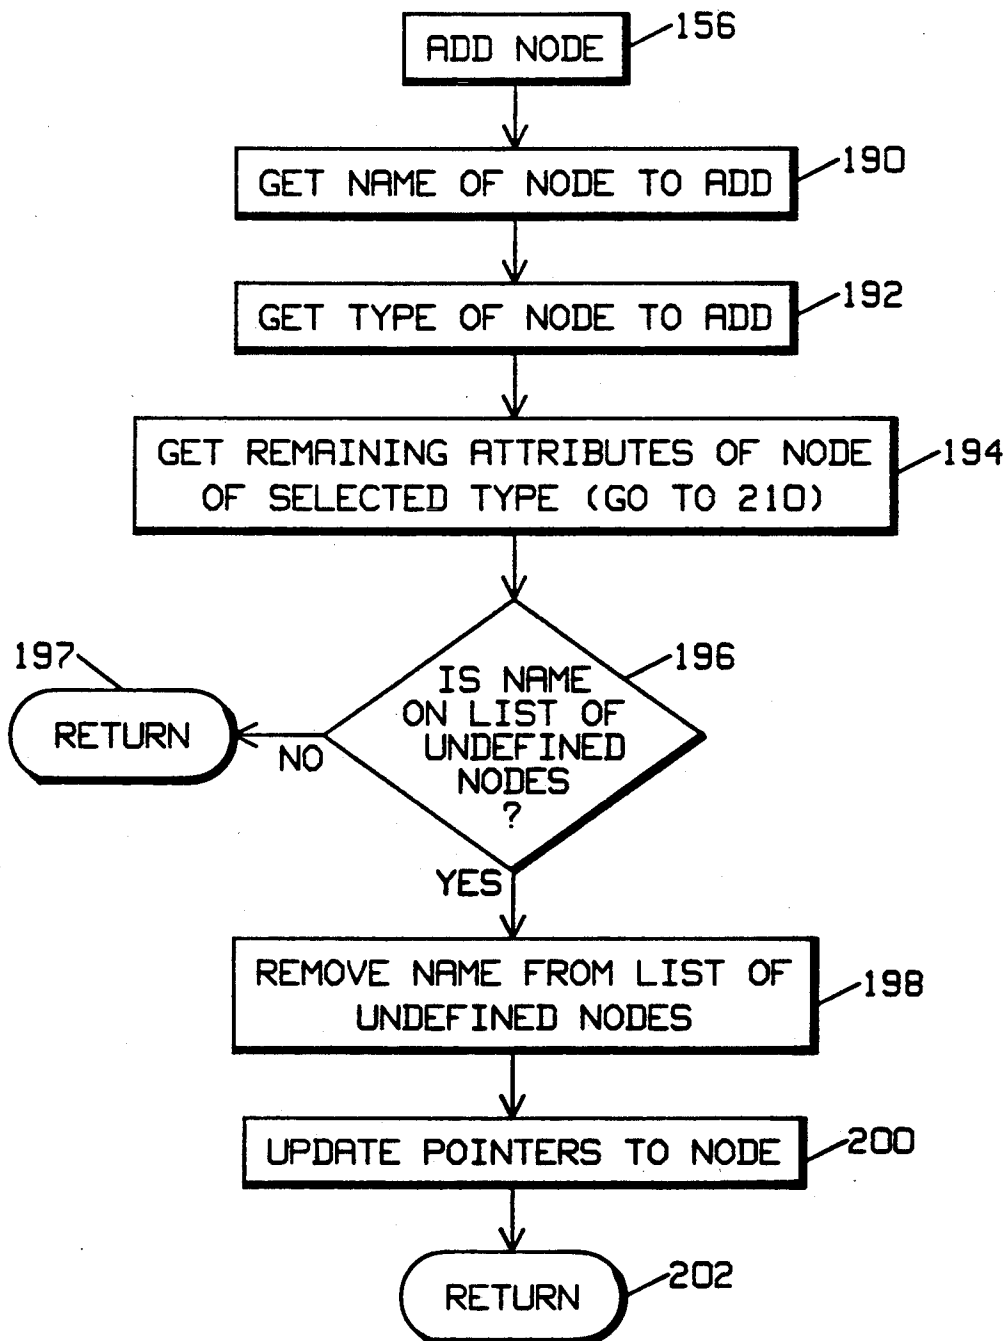 ADD NODE
156
GET NAME OF NODE TO ADD
190
GET TYPE OF NODE TO ADD
192
GET REMAINING ATTRIBUTES OF NODE
OF SELECTED TYPE (GO TO 210)
194
IS NAME
ON LIST OF
UNDEFINED
NODES
?
196
197
RETURN
NO
YES
REMOVE NAME FROM LIST OF
UNDEFINED NODES
198
UPDATE POINTERS TO NODE
200
RETURN
202